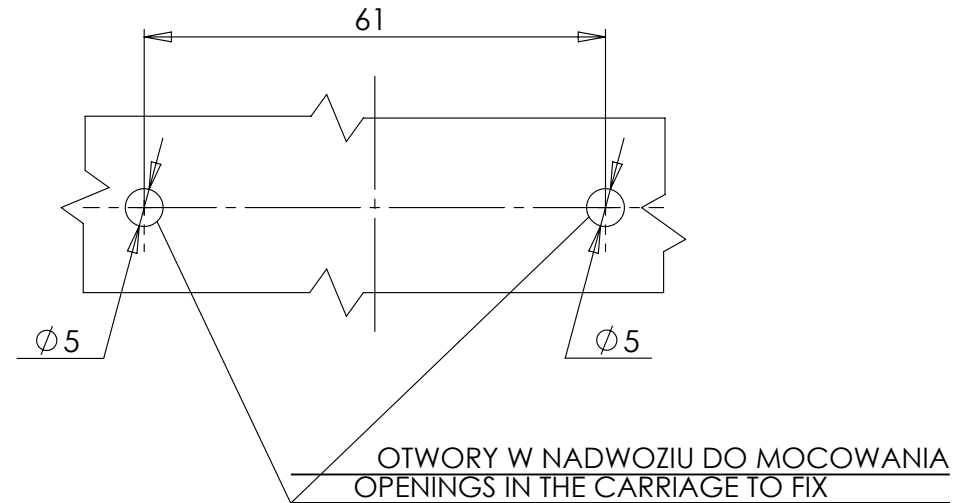 61
∅5
∅5
OTWORY W NADWOZIU DO MOCOWANIA
OPENINGS IN THE CARRIAGE TO FIX